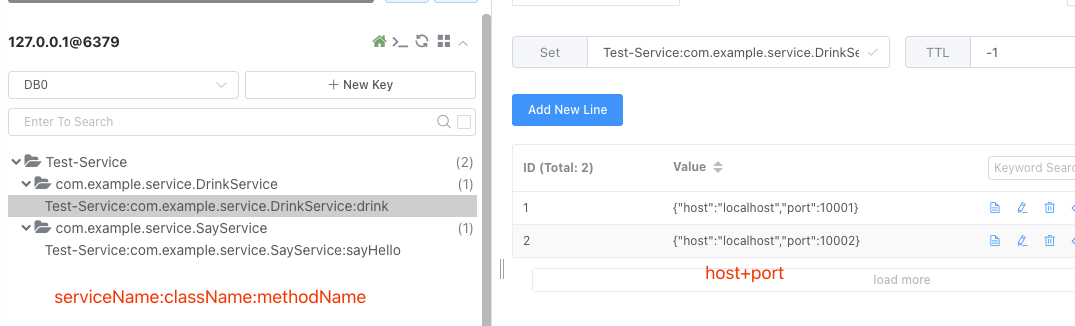 127.0.0.1@6379
DB0
+ New Key
Enter To Search
Test-Service (2)
com.example.service.DrinkService (1)
Test-Service:com.example.service.DrinkService:drink
com.example.service.SayService (1)
Test-Service:com.example.service.SayService:sayHello
serviceName:className:methodName
Set Test-Service:com.example.service.DrinkSe
TTL -1
Add New Line
ID (Total: 2) Value Keyword Sear
1 {"host":"localhost","port":10001}
2 {"host":"localhost","port":10002}
host+port
load more